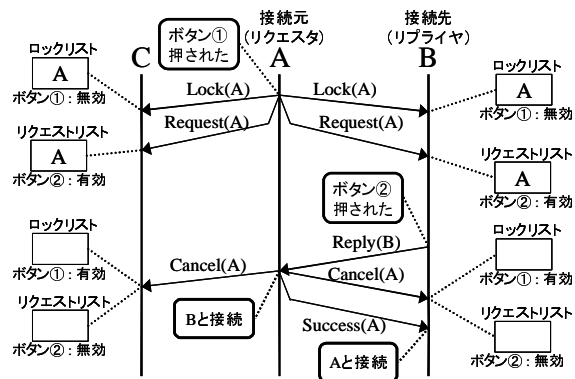 接続元
(リクエスタ)
接続先
(リプライヤ)
C
A
B
ボタン①
押された
ロックリスト
A
ボタン①：無効
Lock(A)
Lock(A)
ロックリスト
A
ボタン①：無効
Request(A)
Request(A)
リクエストリスト
A
ボタン②：有効
リクエストリスト
A
ボタン②：有効
ボタン②
押された
Reply(B)
ロックリスト
ボタン①：有効
ロックリスト
ボタン①：有効
Cancel(A)
Cancel(A)
リクエストリスト
ボタン②：無効
Bと接続
Success(A)
Aと接続
リクエストリスト
ボタン②：無効